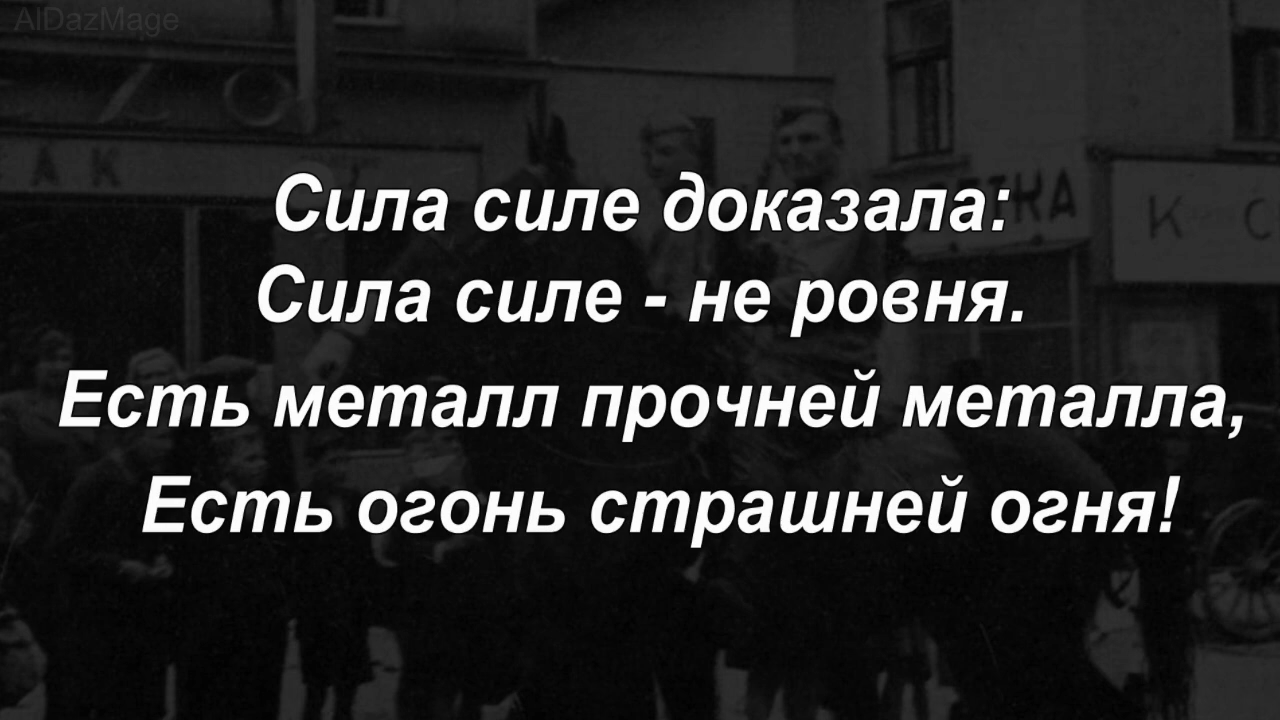 AlDazMage
Сила силе доказала:
Сила силе - не ровня.
Есть металл прочней металла,
Есть огонь страшней огня!